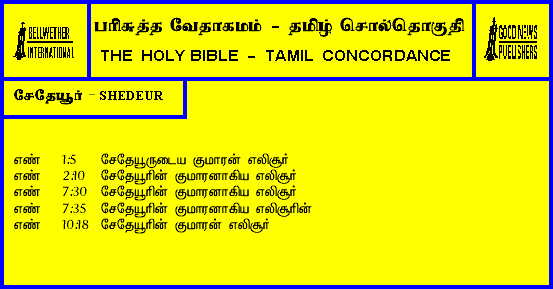 BELLWETHER
INTERNATIONAL
பரிசுத்த வேதாகமம் - தமிழ் சொல்தொகுதி
THE HOLY BIBLE - TAMIL CONCORDANCE
GOOD NEWS
PUBLISHERS
சேதேயூர் - SHEDEUR
எண் 1:5 சேதேயூருடைய குமாரன் எலிசூர்
எண் 2:10 சேதேயூரின் குமாரனாகிய எலிசூர்
எண் 7:30 சேதேயூரின் குமாரனாகிய எலிசூர்
எண் 7:35 சேதேயூரின் குமாரனாகிய எலிசூரின்
எண் 10:18 சேதேயூரின் குமாரன் எலிசூர்